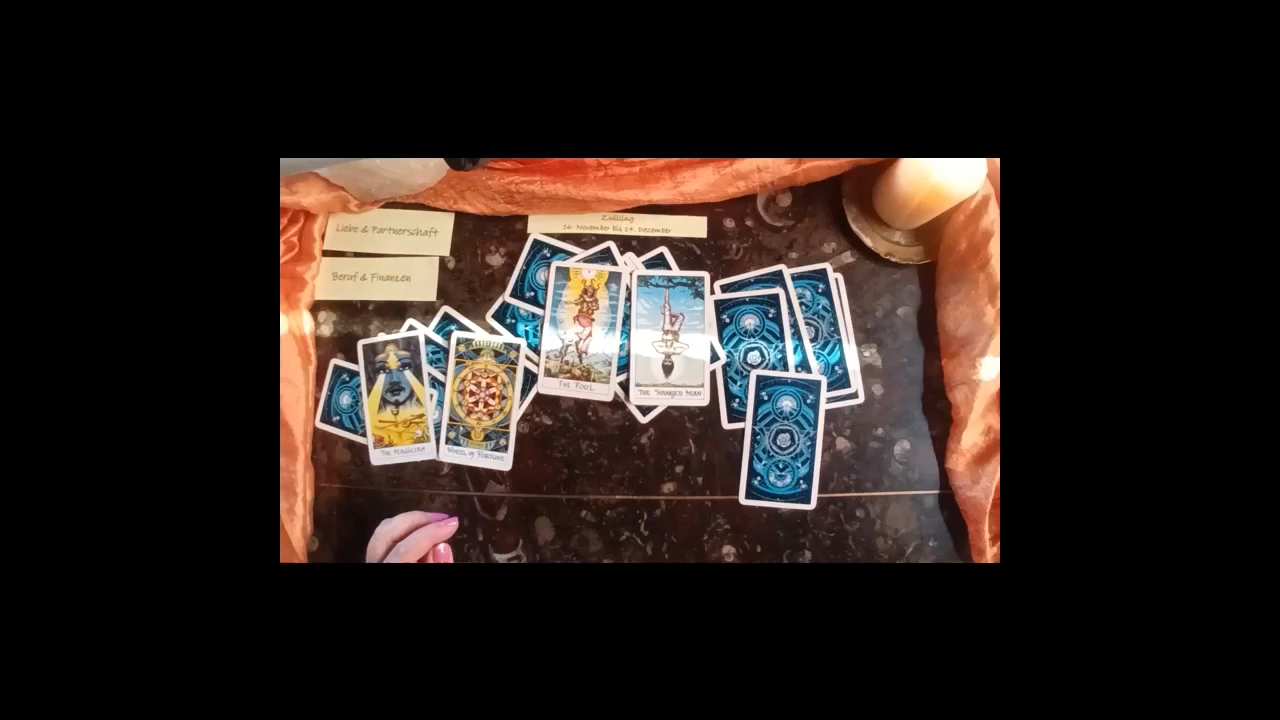 Zwilling
16. November bis 14. Dezember
Liebe & Partnerschaft
Beruf & Finanzen
THE FOOL
THE HANGED MAN
THE MAGICIAN
WHEEL OF FORTUNE